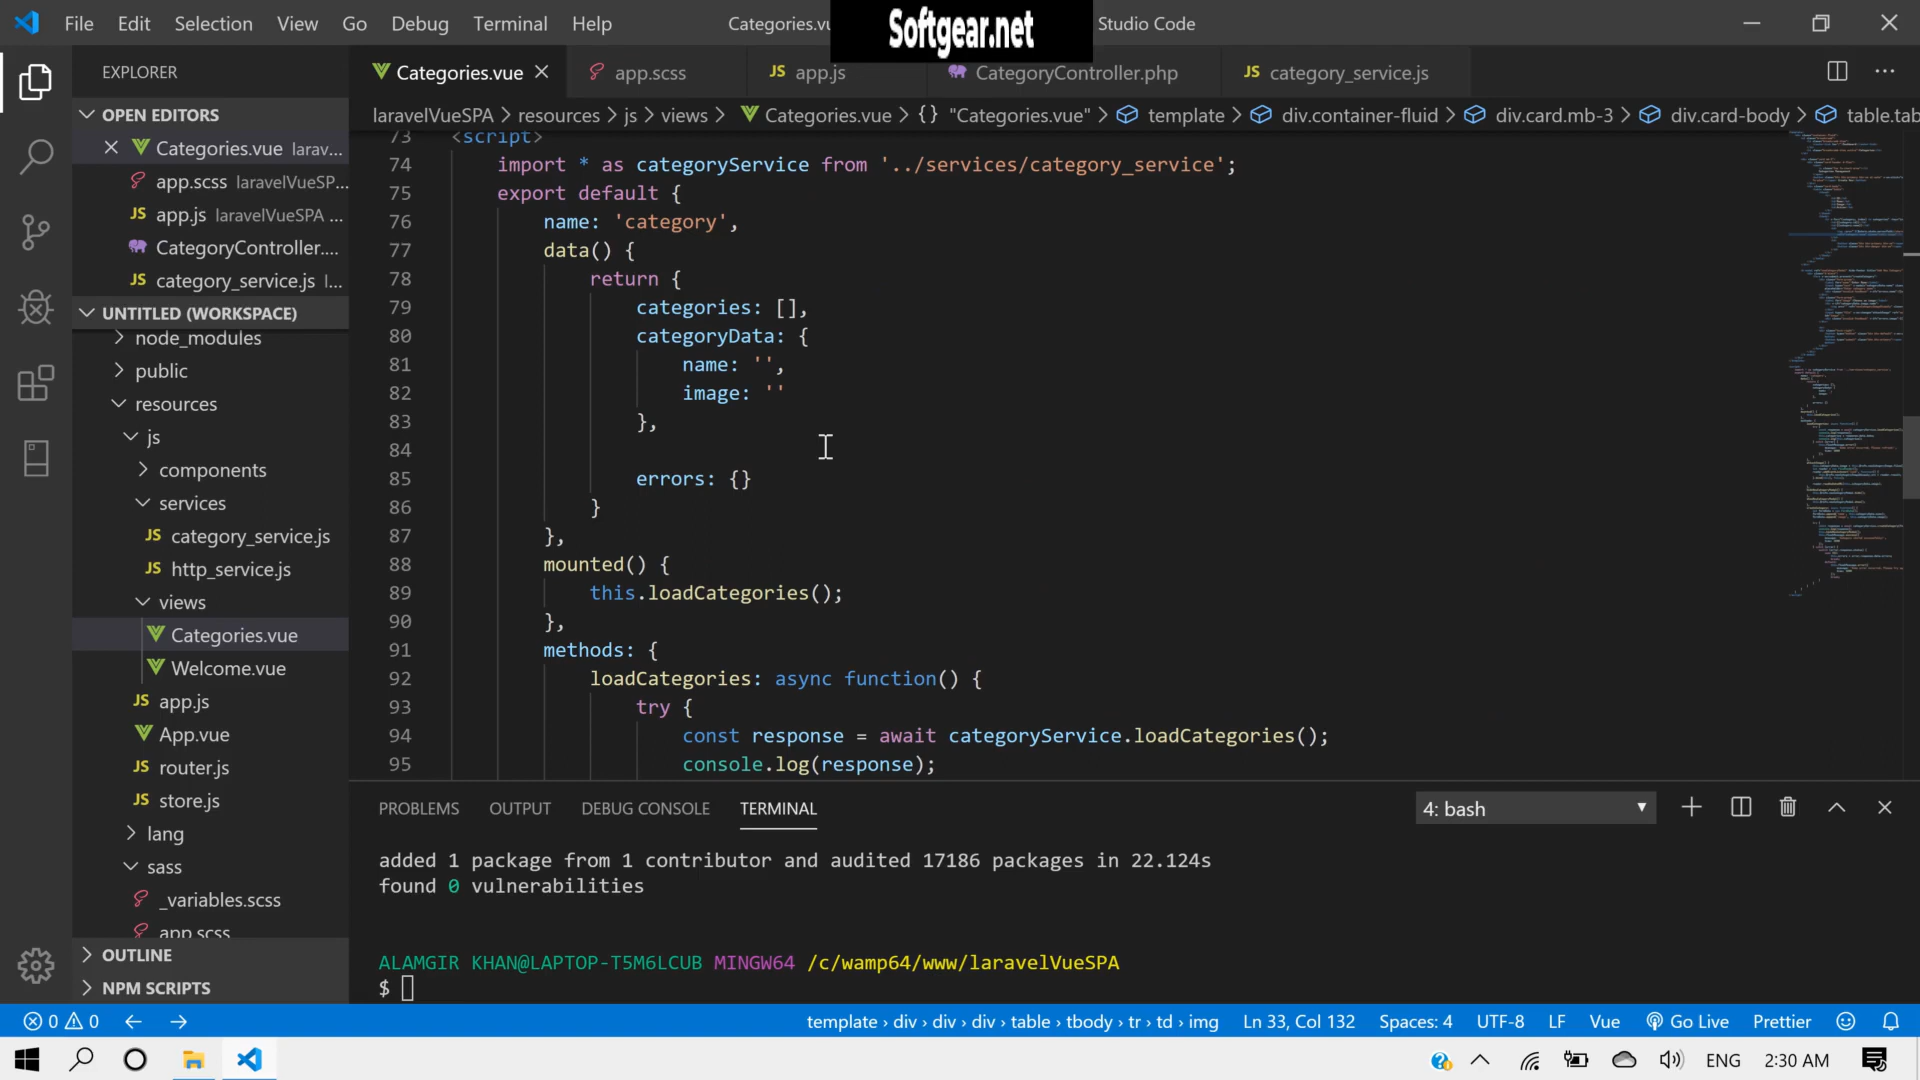 File Edit Selection View Go Debug Terminal Help Categories.vu Softgear.net Studio Code
EXPLORER
Categories.vue app.scss app.js CategoryController.php category_service.js
laravelVueSPA > resources > js > views > Categories.vue > {} "Categories.vue" > template > div.container-fluid > div.card.mb-3 > div.card-body > table.tab
OPEN EDITORS
Categories.vue larav...
app.scss laravelVueSP...
JS app.js laravelVueSPA ...
CategoryController....
JS category_service.js l...
UNTITLED (WORKSPACE)
node_modules
public
resources
js
components
services
JS category_service.js
JS http_service.js
views
Categories.vue
Welcome.vue
JS app.js
App.vue
JS router.js
JS store.js
lang
sass
_variables.scss
app.scss
OUTLINE
NPM SCRIPTS
73 <script>
74 import * as categoryService from '../services/category_service';
75 export default {
76 name: 'category',
77 data() {
78 return {
79 categories: [],
80 categoryData: {
81 name: '',
82 image: ''
83 },
84
85 errors: {}
86 }
87 },
88 mounted() {
89 this.loadCategories();
90 },
91 methods: {
92 loadCategories: async function() {
93 try {
94 const response = await categoryService.loadCategories();
95 console.log(response);
PROBLEMS OUTPUT DEBUG CONSOLE TERMINAL 4: bash
added 1 package from 1 contributor and audited 17186 packages in 22.124s
found 0 vulnerabilities
ALAMGIR KHAN@LAPTOP-T5M6LCUB MINGW64 /c/wamp64/www/laravelVueSPA
$
0 0 template › div › div › div › table › tbody › tr › td › img Ln 33, Col 132 Spaces: 4 UTF-8 LF Vue Go Live Prettier
ENG 2:30 AM